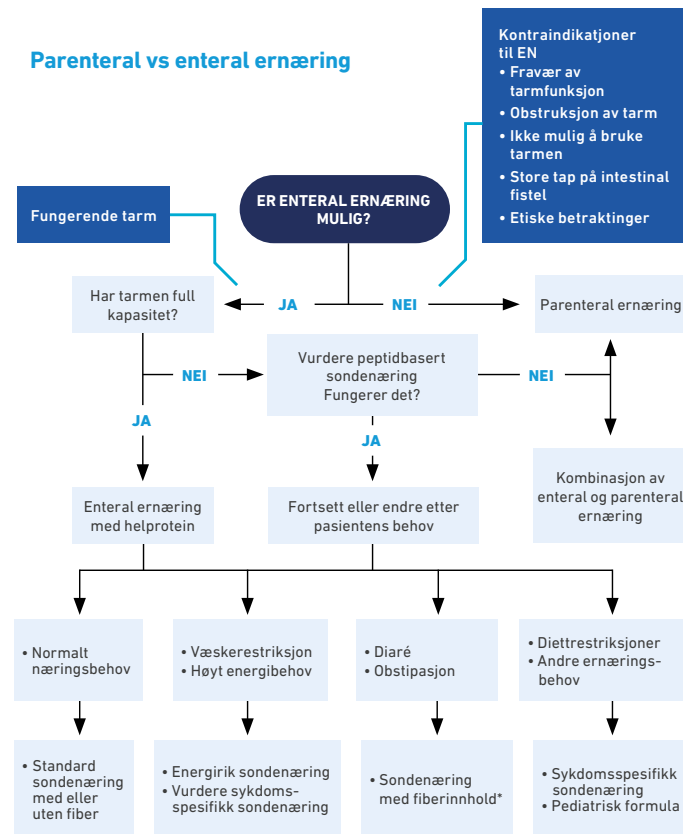 Parenteral vs enteral ernæring
Kontraindikatjoner
til EN
• Fravær av
tarmfunksjon
• Obstruksjon av tarm
• Ikke mulig å bruke
tarmen
• Store tap på intestinal
fistel
• Etiske betraktinger
Fungerende tarm
ER ENTERAL ERNÆRING
MULIG?
Har tarmen full
kapasitet?
JA
NEI
Parenteral ernæring
NEI
Vurdere peptidbasert
sondenæring
Fungerer det?
NEI
JA
JA
Enteral ernæring
med helprotein
Fortsett eller endre etter
pasientens behov
Kombinasjon av
enteral og parenteral
ernæring
• Normalt
næringsbehov
• Væskerestriksjon
• Høyt energibehov
• Diaré
• Obstipasjon
• Diettrestriksjoner
• Andre ernærings-
behov
• Standard
sondenæring
med eller
uten fiber
• Energirik sondenæring
• Vurdere sykdoms-
spesifikk sondenæring
• Sondenæring
med fiberinnhold*
• Sykdomsspesifikk
sondenæring
• Pediatrisk formula